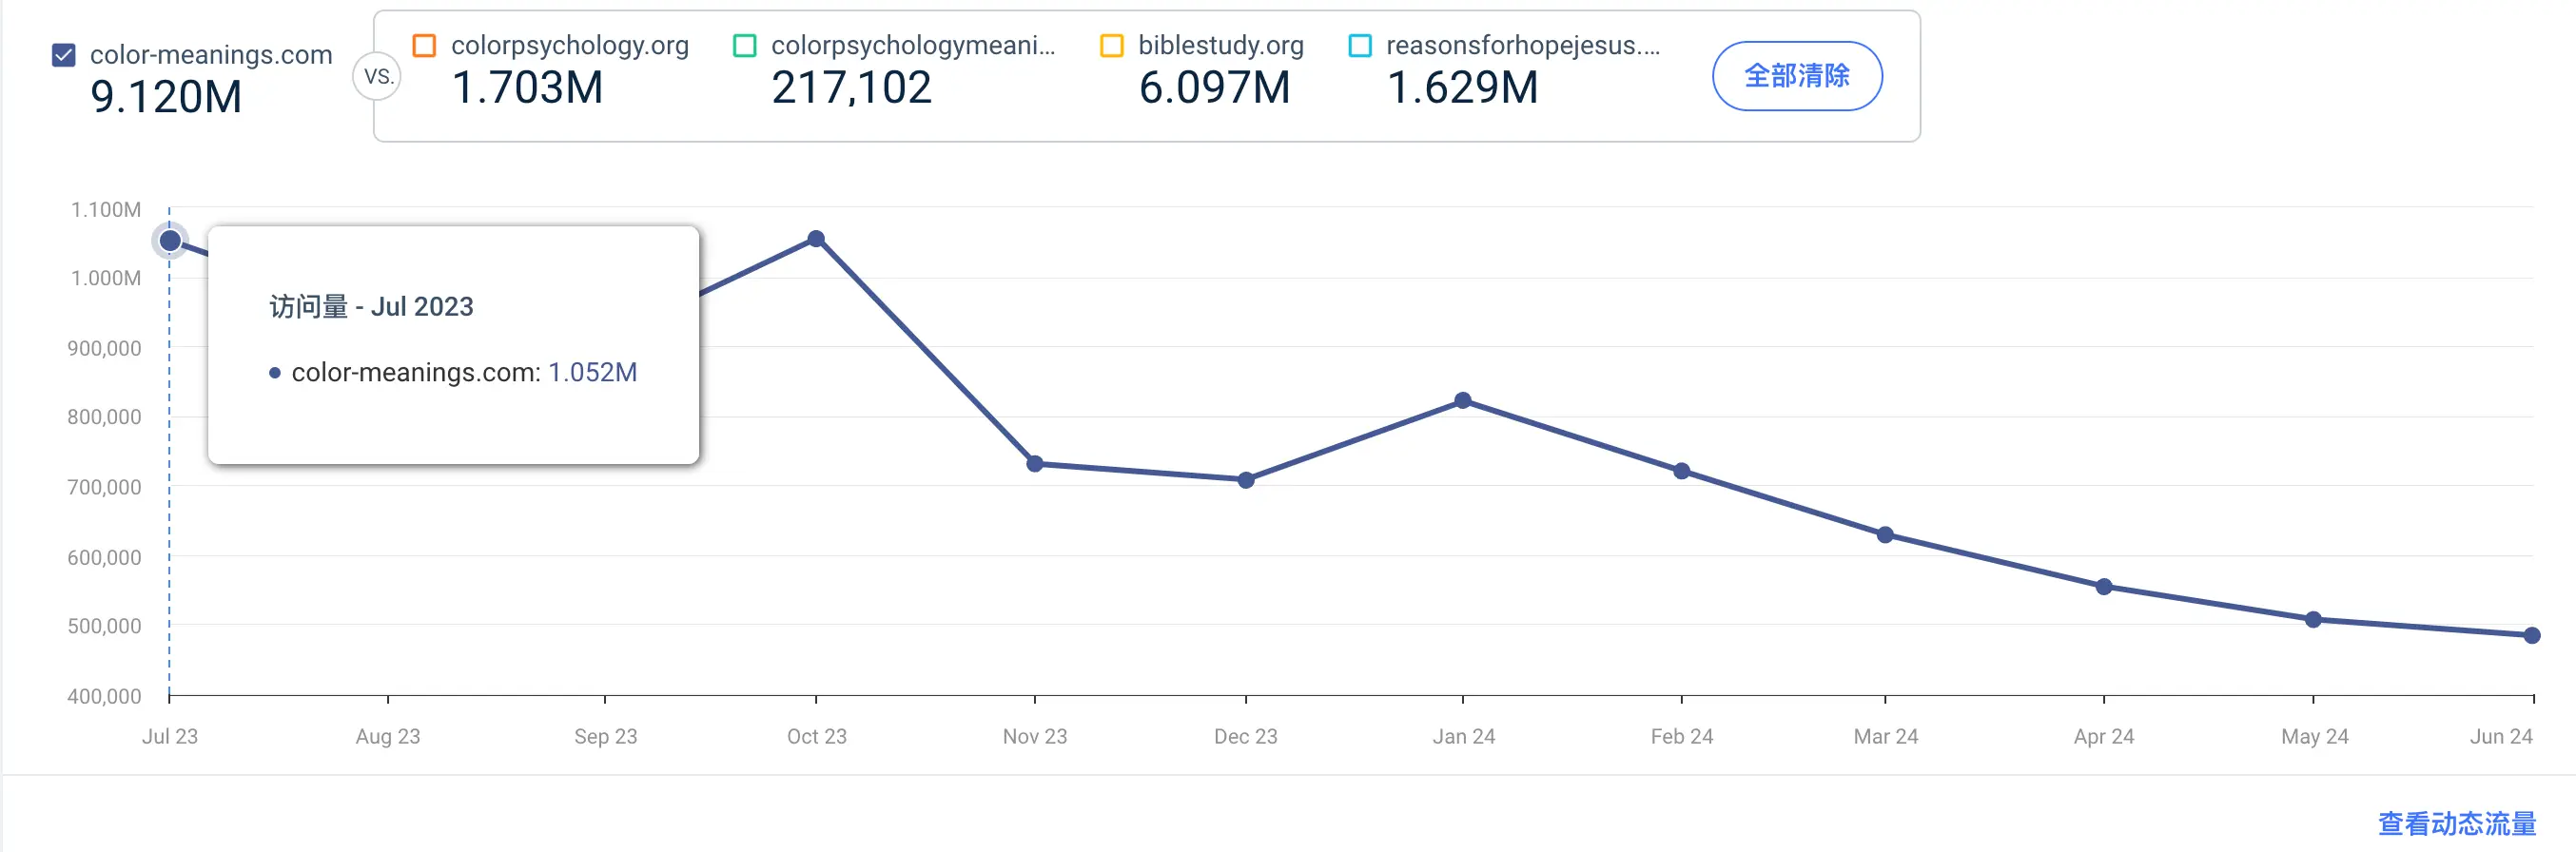 color-meanings.com
9.120M
VS.
colorpsychology.org
1.703M
colorpsychologymeani...
217,102
biblestudy.org
6.097M
reasonsforhopejesus....
1.629M
全部清除
1.100M
1.000M
900,000
800,000
700,000
600,000
500,000
400,000
访问量 - Jul 2023
color-meanings.com: 1.052M
Jul 23
Aug 23
Sep 23
Oct 23
Nov 23
Dec 23
Jan 24
Feb 24
Mar 24
Apr 24
May 24
Jun 24
查看动态流量